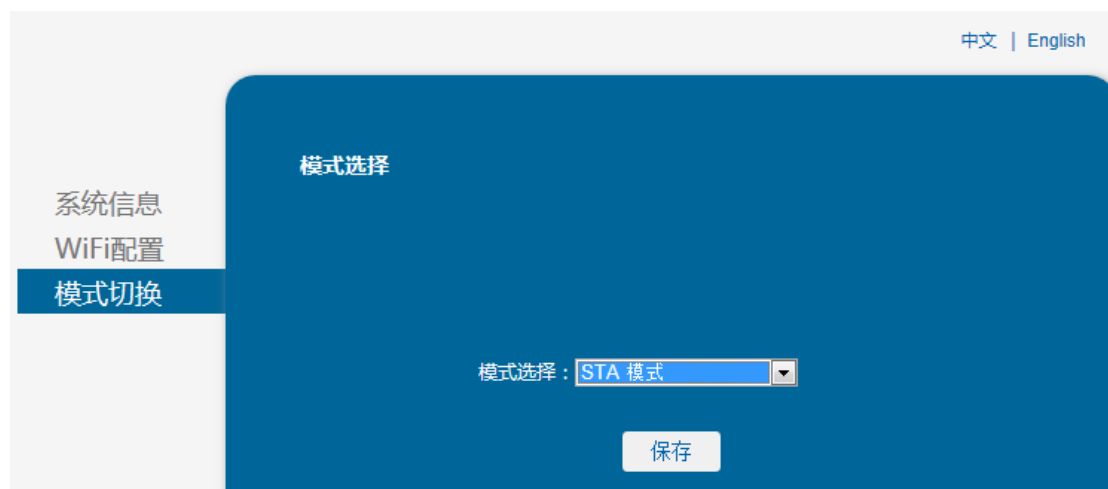 中文 | English
模式选择
系统信息
WiFi配置
模式切换
模式选择：STA 模式
保存